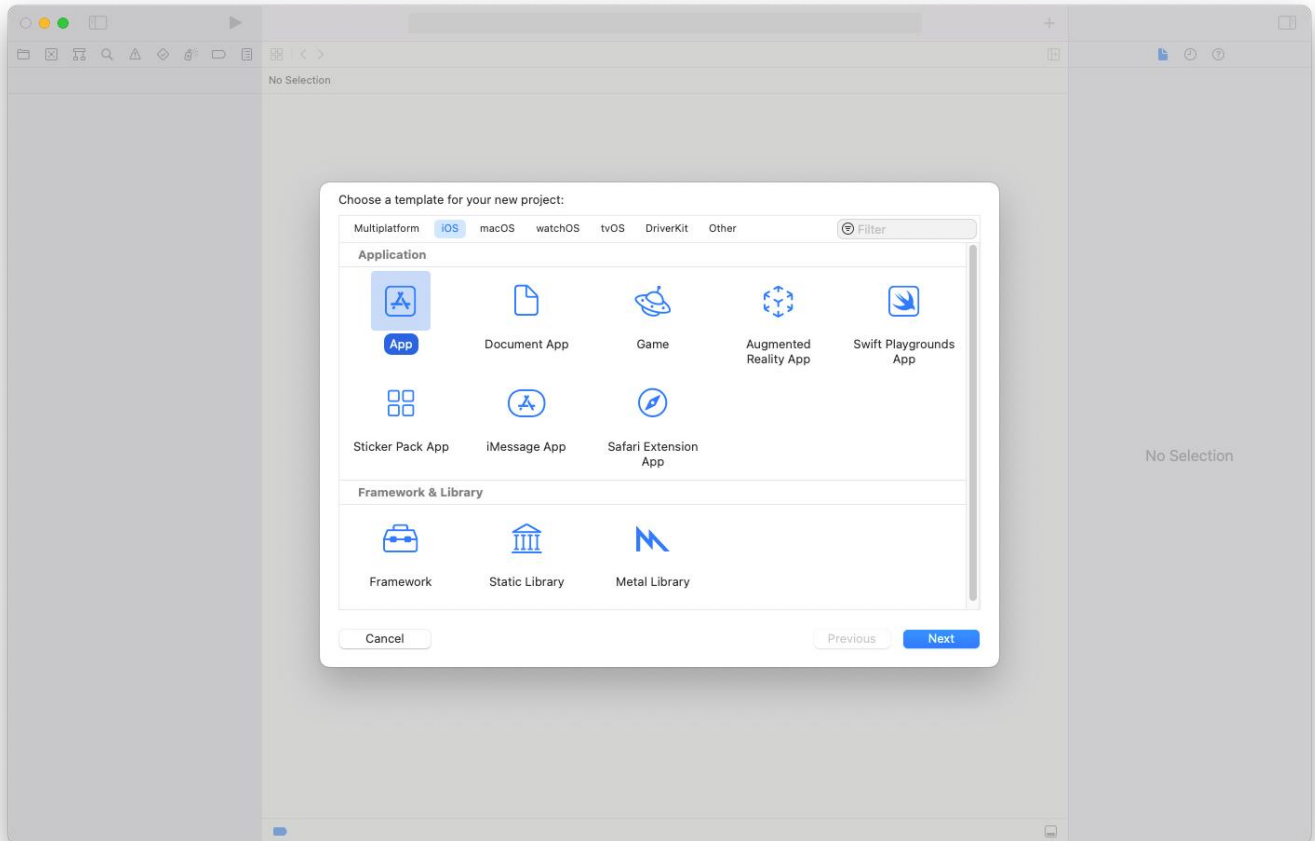 No Selection
Choose a template for your new project:
Multiplatform iOS macOS watchOS tvOS DriverKit Other Filter
Application
App Document App Game Augmented Reality App Swift Playgrounds App
Sticker Pack App iMessage App Safari Extension App
No Selection
Framework & Library
Framework Static Library Metal Library
Cancel Previous Next